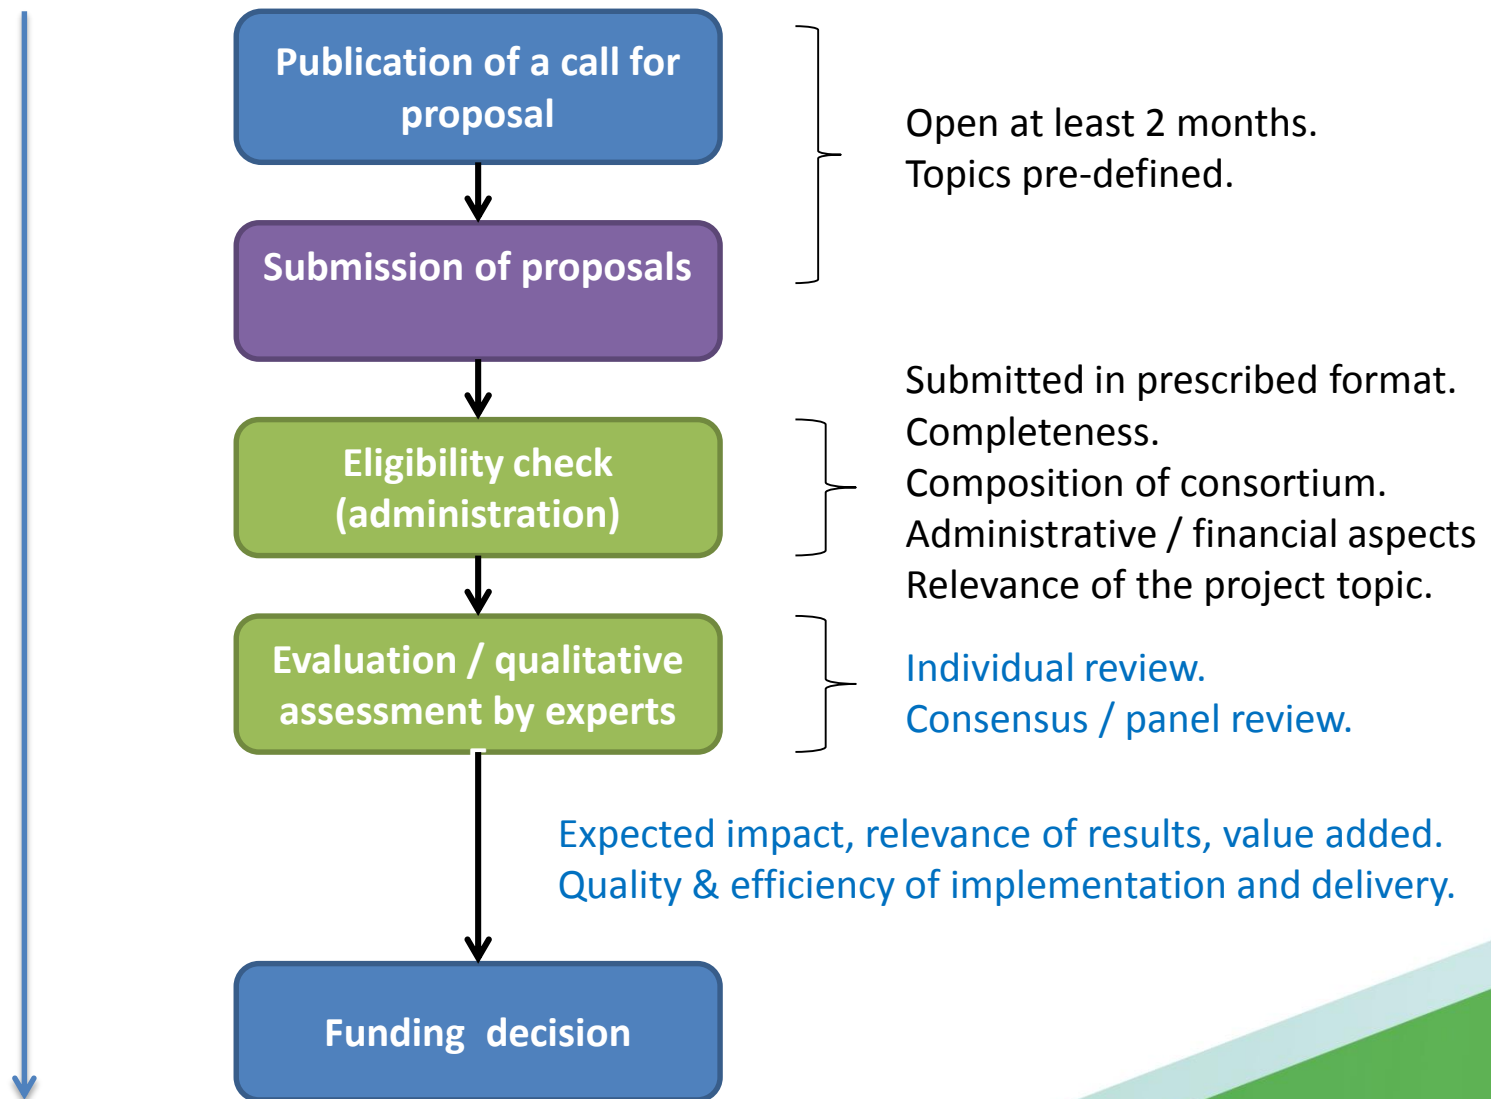 Publication of a call for
proposal
Open at least 2 months.
Topics pre-defined.
Submission of proposals
Submitted in prescribed format.
Completeness.
Composition of consortium.
Administrative / financial aspects
Relevance of the project topic.
Eligibility check
(administration)
Evaluation / qualitative
assessment by experts
Individual review.
Consensus / panel review.
Expected impact, relevance of results, value added.
Quality & efficiency of implementation and delivery.
Funding decision